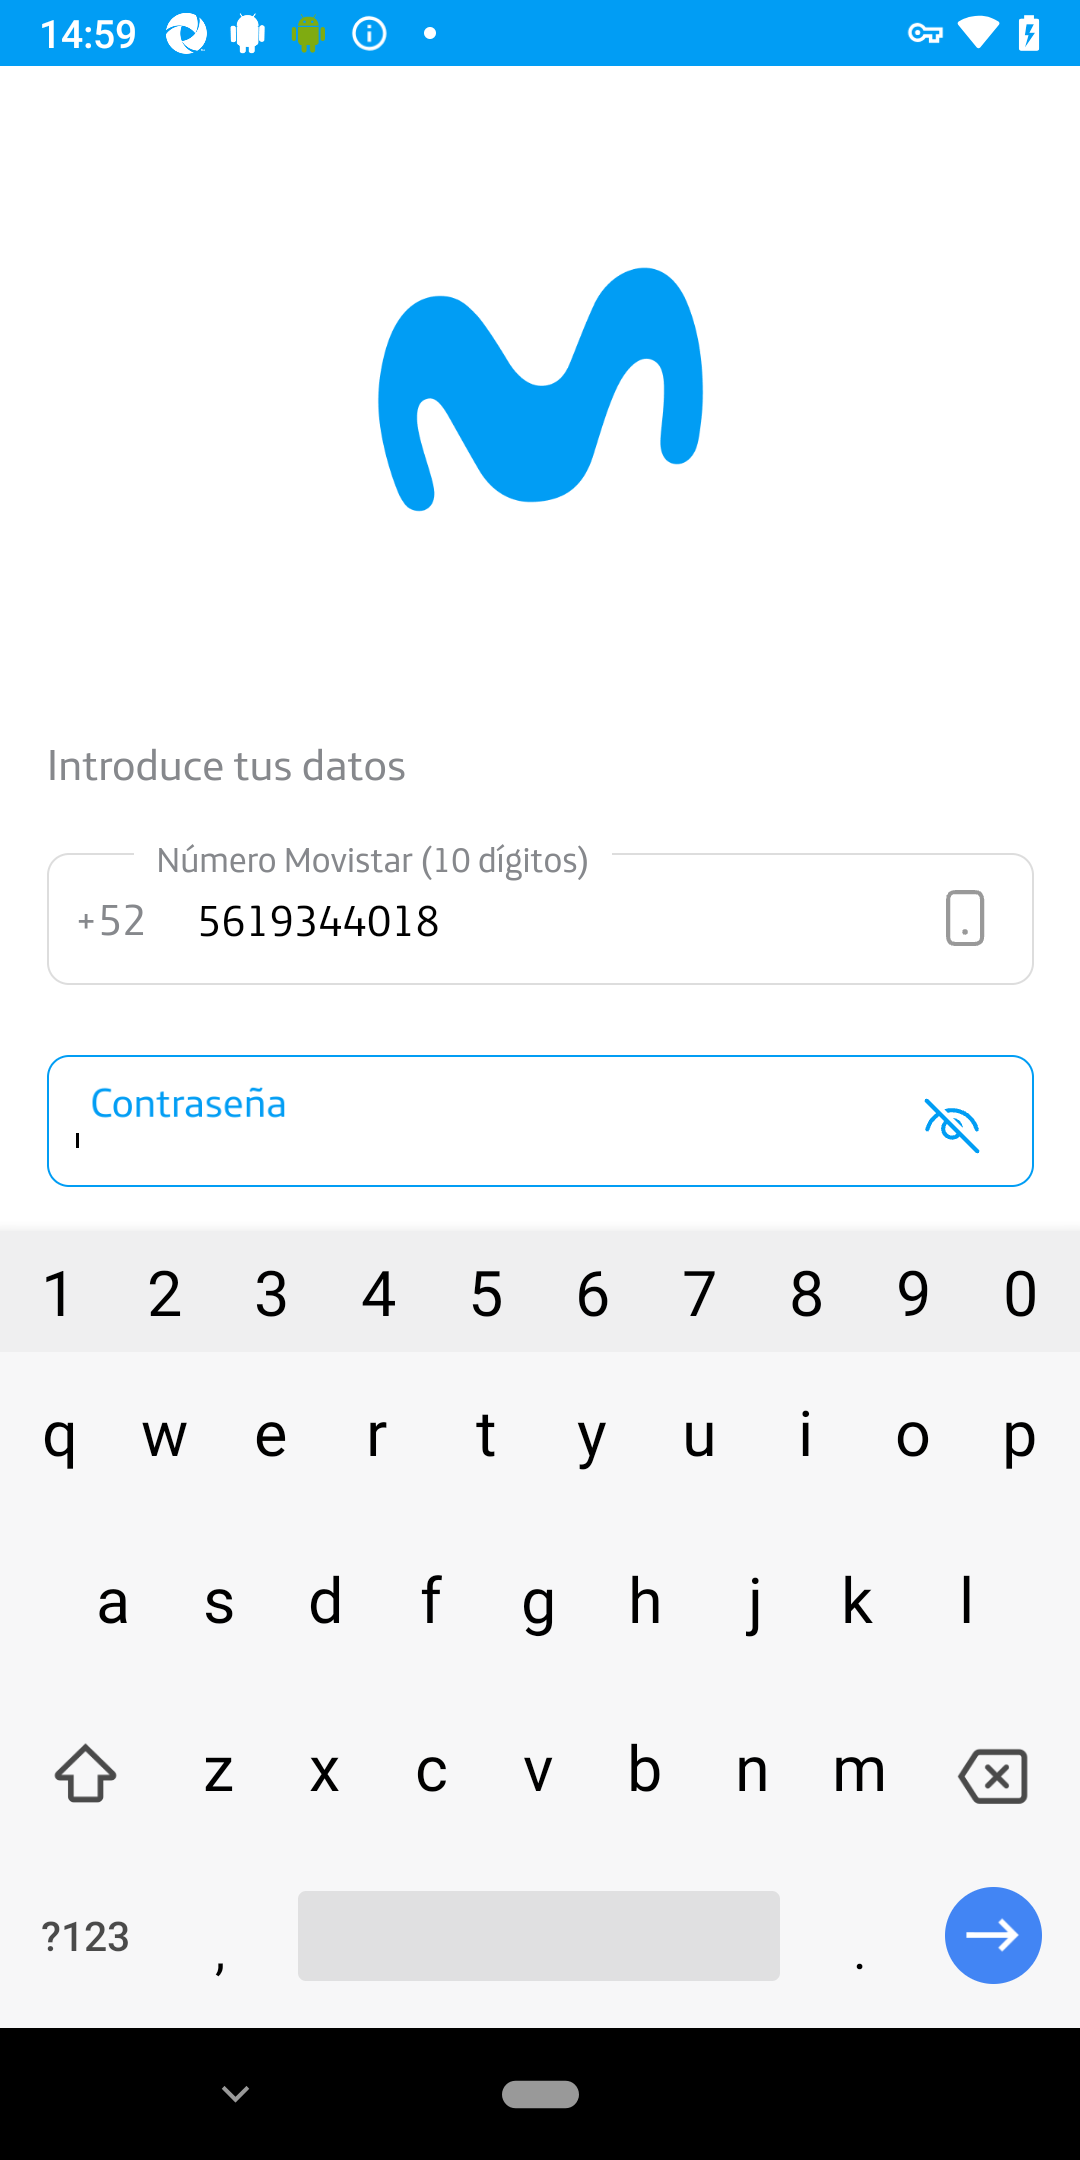 14:59
Introduce tus datos
Número Movistar (10 dígitos)
+52 5619344018
Contraseña
1 2 3 4 5 6 7 8 9 0
q w e r t y u i o p
a s d f g h j k l
z x c v b n m
?123 , .